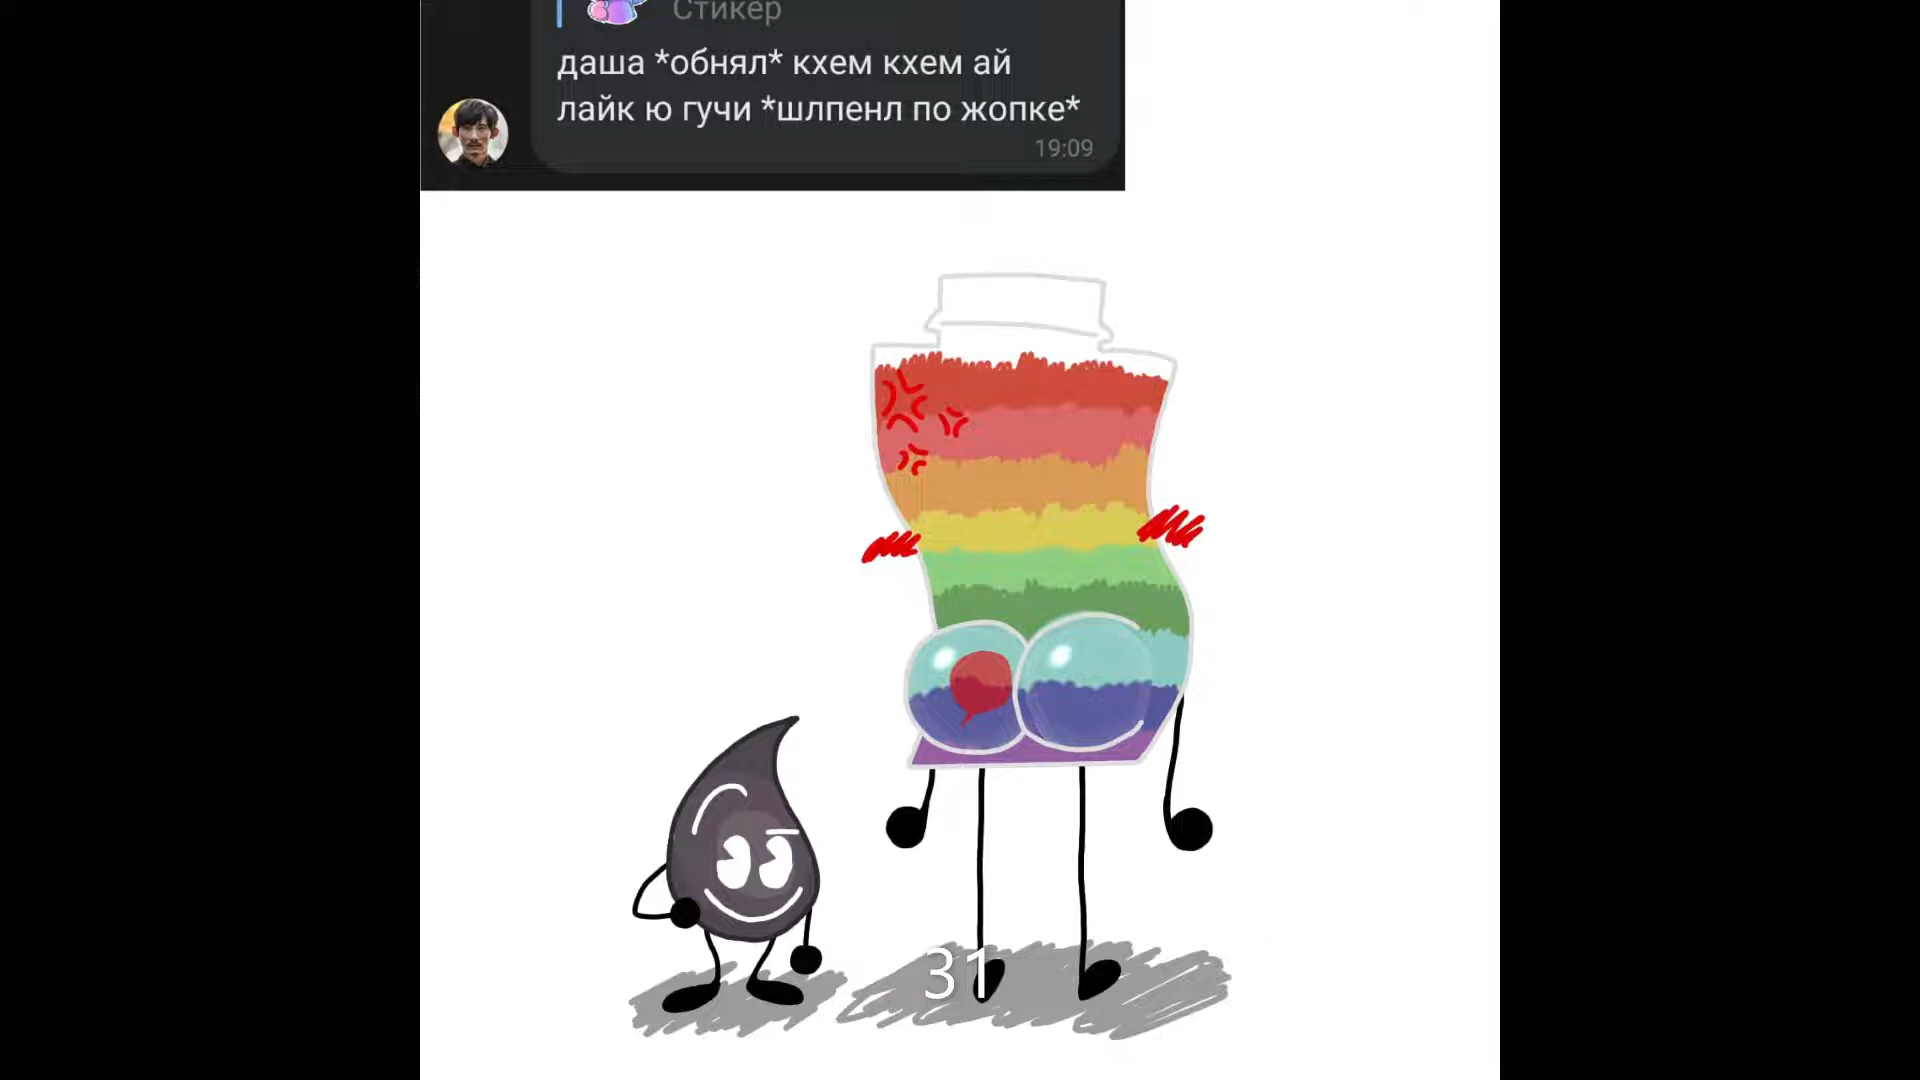 Стикер
даша *обнял* кхем кхем ай
лайк ю гучи *шлпенл по жопке*
19:09
31